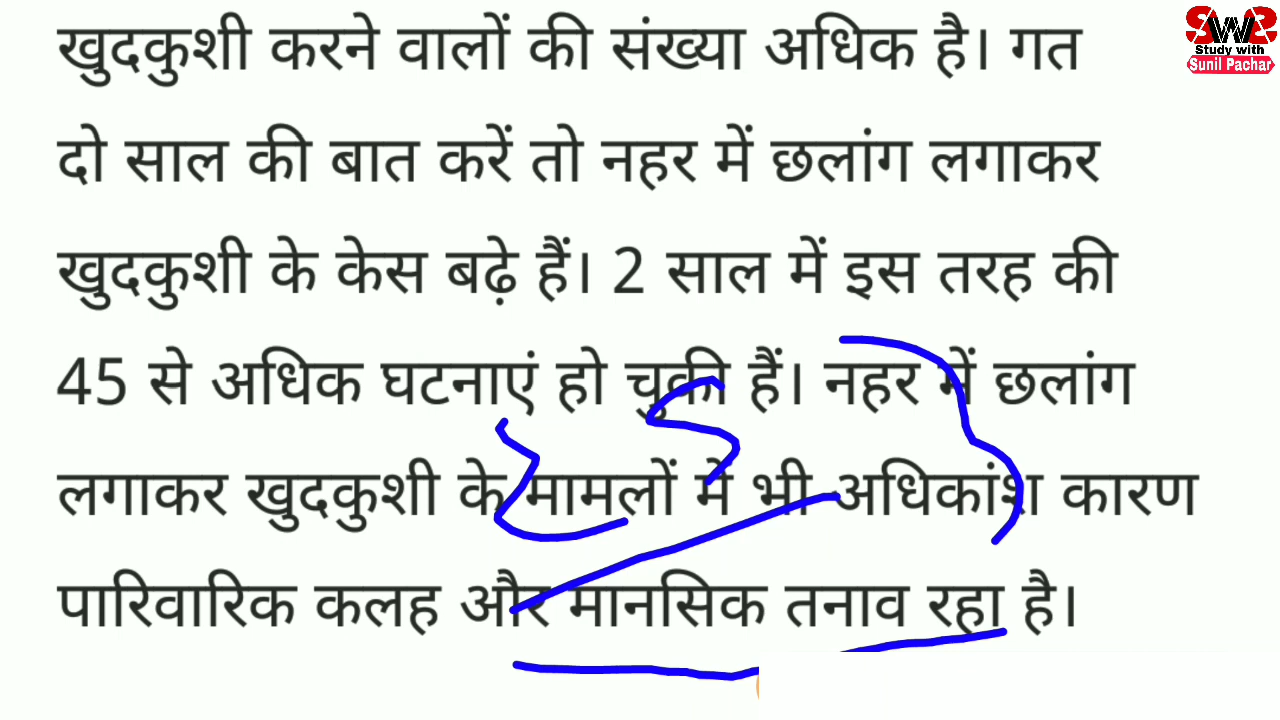 खुदकुशी करने वालों की संख्या अधिक है। गत
दो साल की बात करें तो नहर में छलांग लगाकर
खुदकुशी के केस बढ़े हैं। 2 साल में इस तरह की
45 से अधिक घटनाएं हो चुकी हैं। नहर में छलांग
लगाकर खुदकुशी के मामलों में भी अधिकांश कारण
पारिवारिक कलह और मानसिक तनाव रहा है।
SWS
Study with
Sunil Pachar